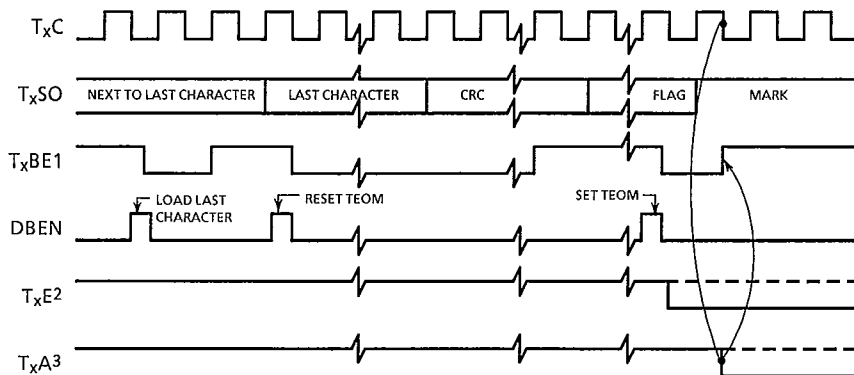 TxC
TxSO
NEXT TO LAST CHARACTER
LAST CHARACTER
CRC
FLAG
MARK
TxBE1
LOAD LAST
CHARACTER
RESET TEOM
SET TEOM
DBEN
TxE2
TxA3